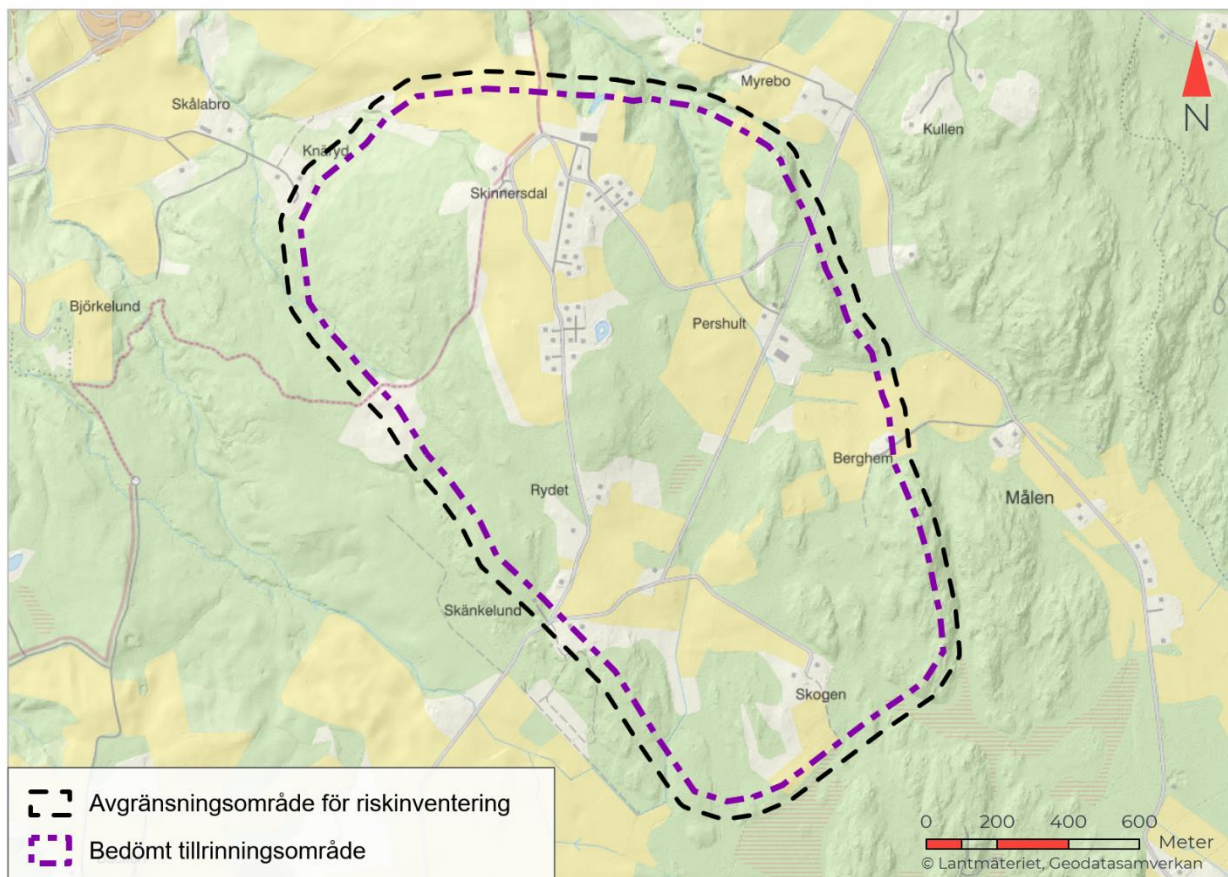 Myrebo
Skålabro
Kullen
N
Knäryd
Skinnersdal
Björkelund
Pershult
Berghem
Rydet
Målen
Skänkelund
Skogen
Avgränsningsområde för riskinventering
Bedömt tillrinningsområde
0 200 400 600
Meter
© Lantmäteriet, Geodatasamverkan